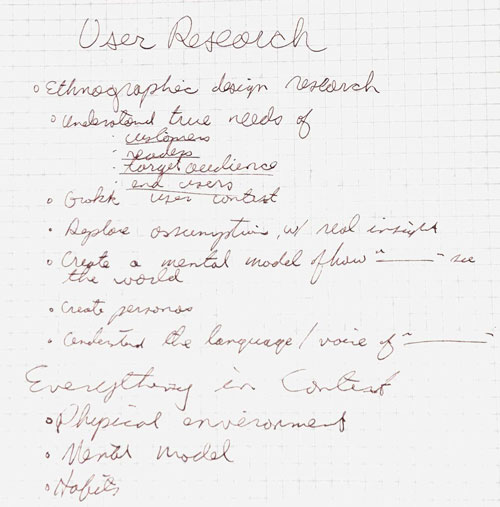 User Research
◦ Ethnographic design research
◦ Understand true needs of
· customers
· readers
· target audience
· end users
◦ Grokk user context
• Replace assumptions w/ real insight
◦ Create a mental model of how "———" see
the world
• Create personas
• Understand the language / voice of "———"
Everything in Context
• Physical environment
• Mental model
• Habits